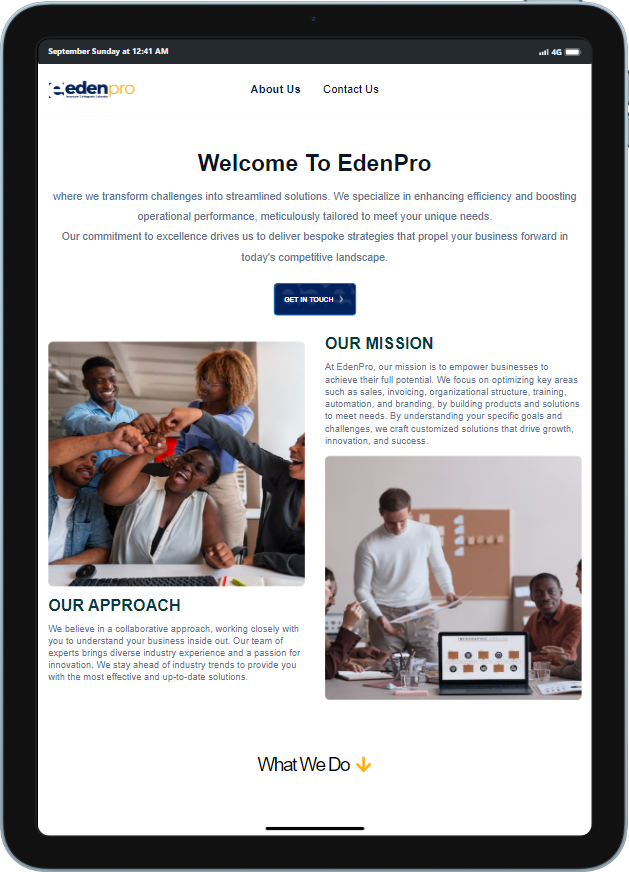 September Sunday at 12:41 AM
4G
edenpro
About Us
Contact Us
Welcome To EdenPro
where we transform challenges into streamlined solutions. We specialize in enhancing efficiency and boosting
operational performance, meticulously tailored to meet your unique needs.
Our commitment to excellence drives us to deliver bespoke strategies that propel your business forward in
today's competitive landscape.
GET IN TOUCH
OUR MISSION
At EdenPro, our mission is to empower businesses to
achieve their full potential. We focus on optimizing key areas
such as sales, invoicing, organizational structure, training,
automation, and branding, by building products and solutions
to meet needs. By understanding your specific goals and
challenges, we craft customized solutions that drive growth,
innovation, and success.
OUR APPROACH
We believe in a collaborative approach, working closely with
you to understand your business inside out. Our team of
experts brings diverse industry experience and a passion for
innovation. We stay ahead of industry trends to provide you
with the most effective and up-to-date solutions.
What We Do